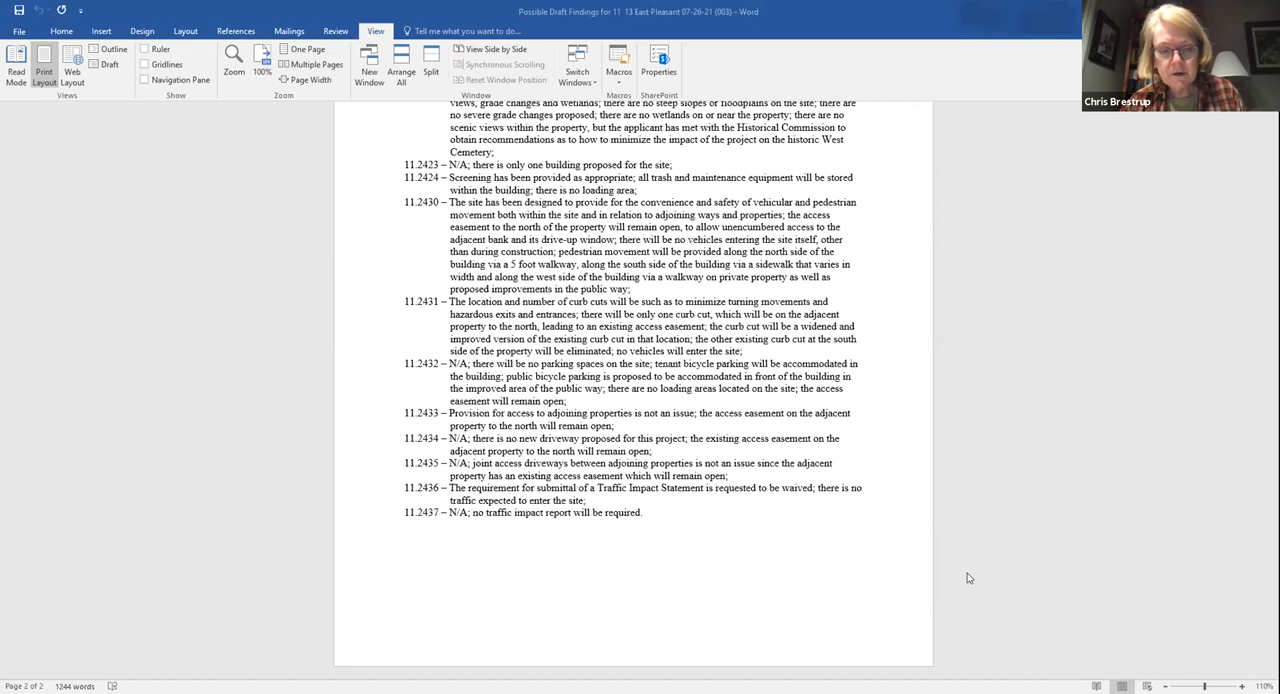 Possible Draft Findings for 11 13 East Pleasant 07-26-21 (003) – Word
File Home Insert Design Layout References Mailings Review View Tell me what you want to do...
Read Mode
Print Layout
Web Layout
Outline
Draft
Views
Ruler
Gridlines
Navigation Pane
Show
Zoom
100%
One Page
Multiple Pages
Page Width
Zoom
New Window
Arrange All
Split
View Side by Side
Synchronous Scrolling
Reset Window Position
Window
Switch Windows
Macros
Macros
Properties
SharePoint
Chris Brestrup
views, grade changes and wetlands; there are no steep slopes or floodplains on the site; there are
no severe grade changes proposed; there are no wetlands on or near the property; there are no
scenic views within the property, but the applicant has met with the Historical Commission to
obtain recommendations as to how to minimize the impact of the project on the historic West
Cemetery;
11.2423 – N/A; there is only one building proposed for the site;
11.2424 – Screening has been provided as appropriate; all trash and maintenance equipment will be stored
within the building; there is no loading area;
11.2430 – The site has been designed to provide for the convenience and safety of vehicular and pedestrian
movement both within the site and in relation to adjoining ways and properties; the access
easement to the north of the property will remain open, to allow unencumbered access to the
adjacent bank and its drive-up window; there will be no vehicles entering the site itself, other
than during construction; pedestrian movement will be provided along the north side of the
building via a 5 foot walkway, along the south side of the building via a sidewalk that varies in
width and along the west side of the building via a walkway on private property as well as
proposed improvements in the public way;
11.2431 – The location and number of curb cuts will be such as to minimize turning movements and
hazardous exits and entrances; there will be only one curb cut, which will be on the adjacent
property to the north, leading to an existing access easement; the curb cut will be a widened and
improved version of the existing curb cut in that location; the other existing curb cut at the south
side of the property will be eliminated; no vehicles will enter the site;
11.2432 – N/A; there will be no parking spaces on the site; tenant bicycle parking will be accommodated in
the building; public bicycle parking is proposed to be accommodated in front of the building in
the improved area of the public way; there are no loading areas located on the site; the access
easement will remain open;
11.2433 – Provision for access to adjoining properties is not an issue; the access easement on the adjacent
property to the north will remain open;
11.2434 – N/A; there is no new driveway proposed for this project; the existing access easement on the
adjacent property to the north will remain open;
11.2435 – N/A; joint access driveways between adjoining properties is not an issue since the adjacent
property has an existing access easement which will remain open;
11.2436 – The requirement for submittal of a Traffic Impact Statement is requested to be waived; there is no
traffic expected to enter the site;
11.2437 – N/A; no traffic impact report will be required.
Page 2 of 2 1244 words 110%